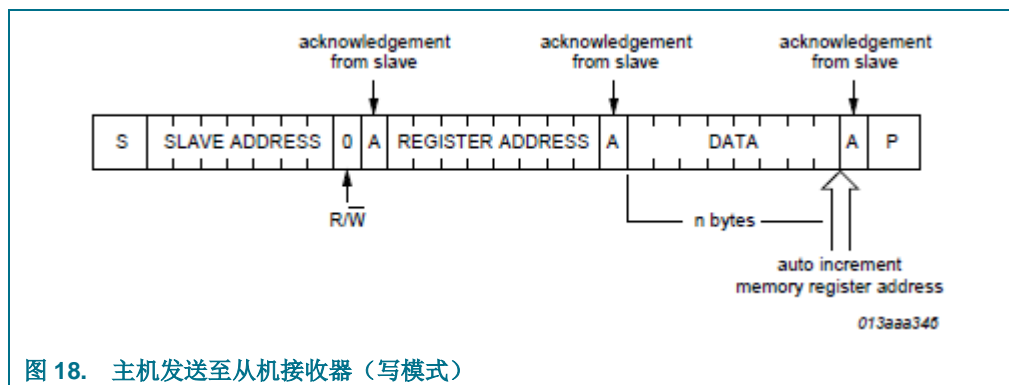 acknowledgement from slave
acknowledgement from slave
acknowledgement from slave
S SLAVE ADDRESS 0 A REGISTER ADDRESS A DATA A P
R/W̅
n bytes
auto increment
memory register address
013aaa346
图 18. 主机发送至从机接收器（写模式）